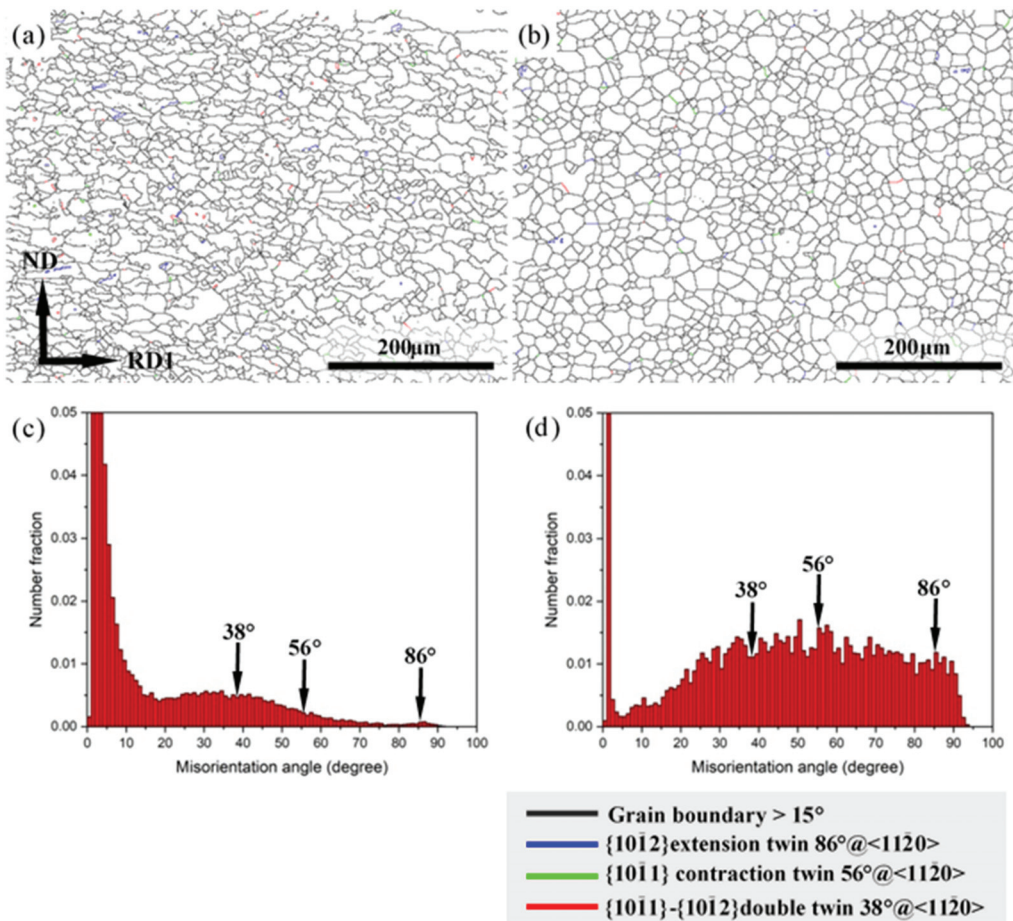 (a)
(b)
ND
RD1
200μm
200μm
(c)
(d)
0.05
0.04
0.03
0.02
0.01
0.00
Number fraction
38°
56°
86°
0 10 20 30 40 50 60 70 80 90 100
Misorientation angle (degree)
0.05
0.04
0.03
0.02
0.01
0.00
Number fraction
38°
56°
86°
0 10 20 30 40 50 60 70 80 90 100
Misorientation angle (degree)
Grain boundary > 15°
{101̄2}extension twin 86°@<112̄0>
{101̄1} contraction twin 56°@<112̄0>
{101̄1}-{101̄2}double twin 38°@<112̄0>